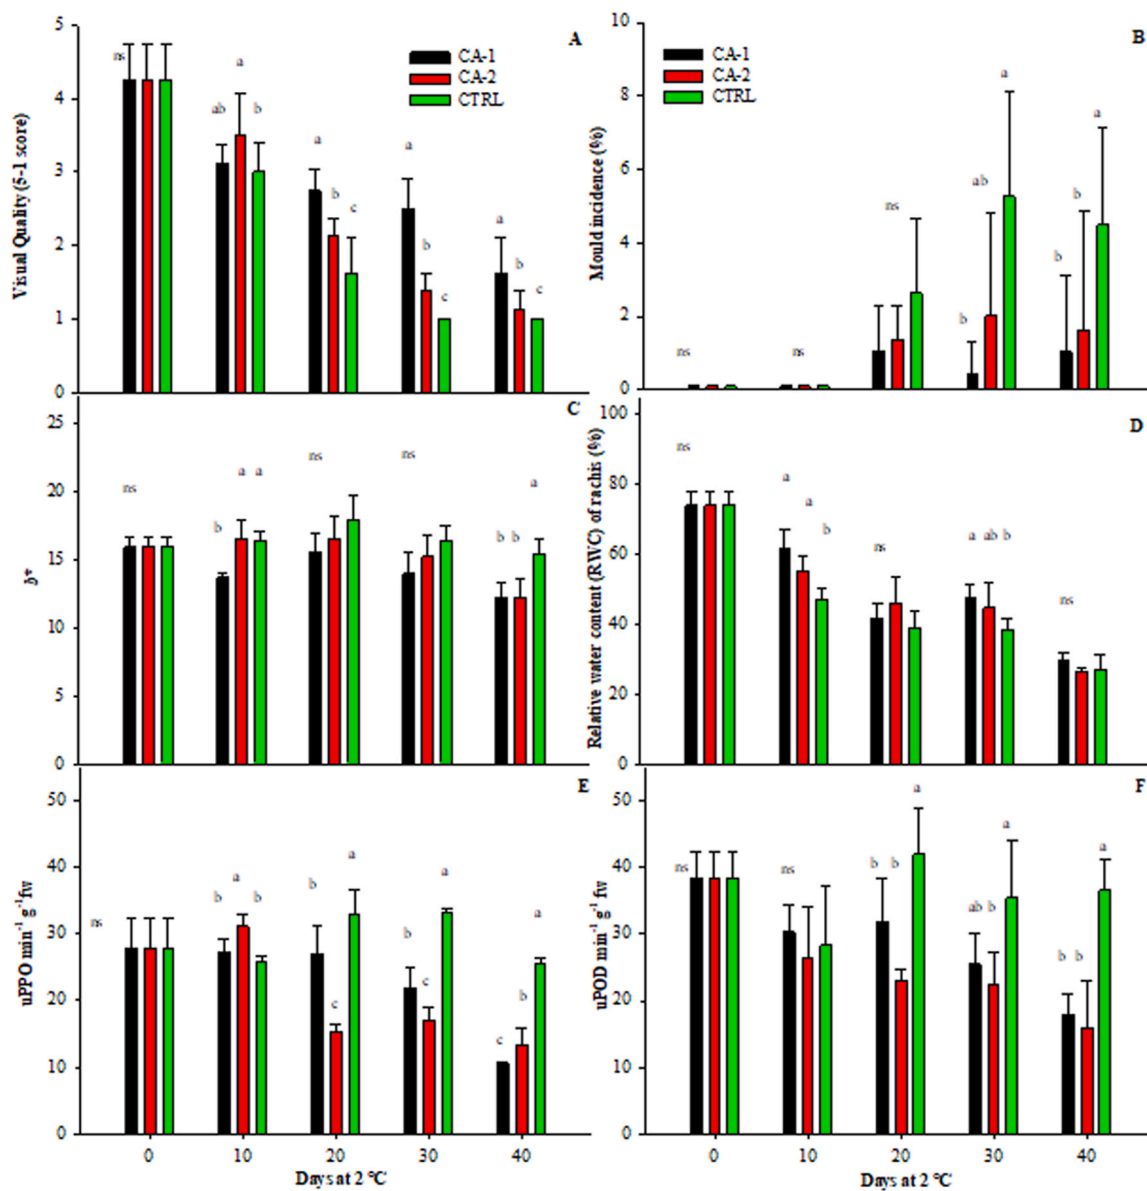 A
CA-1
CA-2
CTRL
Visual Quality (5-1 score)
5
4
3
2
1
0
ns
ab a b
a b c
a b c
a b c
B
CA-1
CA-2
CTRL
Mould incidence (%)
10
8
6
4
2
0
ns
ns
ns
b ab a
b b a
C
b*
25
20
15
10
5
0
ns
b a a
ns
ns
b b a
D
Relative water content (RWC) of rachis (%)
100
80
60
40
20
0
ns
a a b
ns
a ab b
ns
E
uPPO min⁻¹ g⁻¹ fw
50
40
30
20
10
0
ns
b a b
b c a
b c a
c b a
0 10 20 30 40
Days at 2 °C
F
uPOD min⁻¹ g⁻¹ fw
50
40
30
20
10
0
ns
ns
b b a
ab b a
b b a
0 10 20 30 40
Days at 2 °C